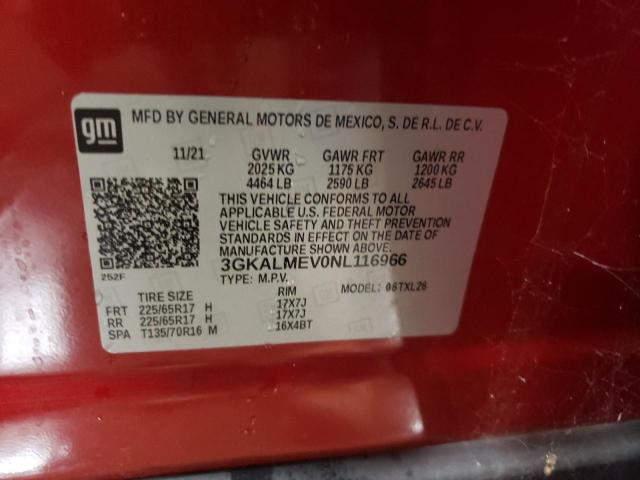 gm
MFD BY GENERAL MOTORS DE MEXICO, S. DE R.L. DE C.V.
11/21 GVWR GAWR FRT GAWR RR
2025 KG 1175 KG 1200 KG
4464 LB 2590 LB 2645 LB
THIS VEHICLE CONFORMS TO ALL
APPLICABLE U.S. FEDERAL MOTOR
VEHICLE SAFETY AND THEFT PREVENTION
STANDARDS IN EFFECT ON THE DATE OF
MANUFACTURE SHOWN ABOVE.
252F
3GKALMEV0NL116966
TYPE: M.P.V. MODEL: 06TXL26
TIRE SIZE RIM
FRT 225/65R17 H 17X7J
RR 225/65R17 H 17X7J
SPA T135/70R16 M 16X4BT